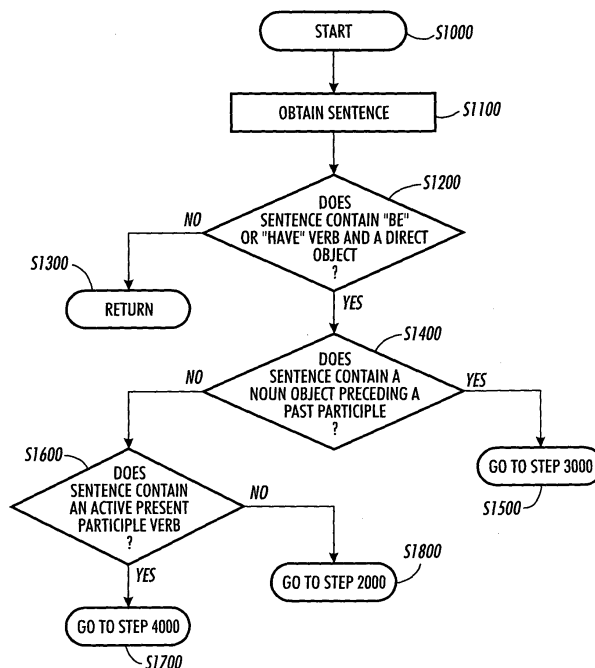 START
S1000
OBTAIN SENTENCE
S1100
S1200
DOES
SENTENCE CONTAIN "BE"
OR "HAVE" VERB AND A DIRECT
OBJECT
?
NO
S1300
RETURN
YES
S1400
DOES
SENTENCE CONTAIN A
NOUN OBJECT PRECEDING A
PAST PARTICIPLE
?
NO
YES
S1600
DOES
SENTENCE CONTAIN
AN ACTIVE PRESENT
PARTICIPLE VERB
?
NO
GO TO STEP 3000
S1500
YES
S1800
GO TO STEP 2000
GO TO STEP 4000
S1700